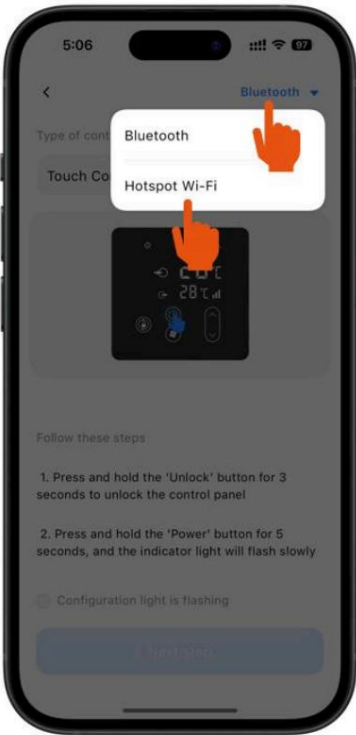 5:06
97
Bluetooth
Type of cont
Bluetooth
Touch Co
Hotspot Wi-Fi
28℃
Follow these steps
1. Press and hold the 'Unlock' button for 3
seconds to unlock the control panel
2. Press and hold the 'Power' button for 5
seconds, and the indicator light will flash slowly
Configuration light is flashing